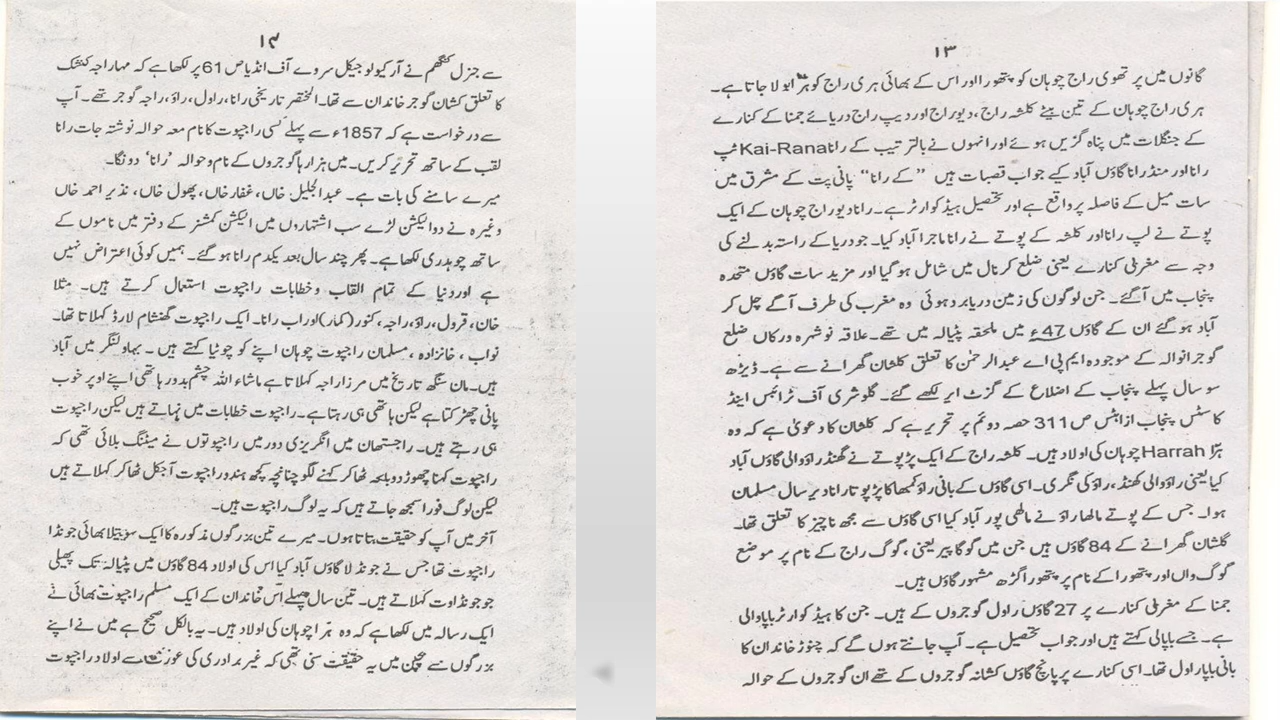 ۱۳
گانوں میں پرتھوی راج چوہان کو پتھورا اور اس کے بھائی ہری راج کو ہرّا بولا جاتا ہے۔
ہری راج چوہان کے تین بیٹے کلشہ راج، دیوراج اور دیپ راج دریائے جمنا کے کنارے
کے جنگلات میں پناہ گزیں ہوئے اور انہوں نے بالترتیب کے رانا Kai-Rana ٹپ
رانا اور منڈ رانا گاؤں آباد کیے جو اب قصبات ہیں ”کے رانا“ پانی پت کے مشرق میں
سات میل کے فاصلہ پر واقع ہے اور تحصیل ہیڈ کوارٹر ہے۔ رانا دیوراج چوہان کے ایک
پوتے نے لپ رانا اور کلشہ کے پوتے نے رانا ماجرا آباد کیا۔ جو دریا کے راستہ بدلنے کی
وجہ سے مغربی کنارے یعنی ضلع کرنال میں شامل ہو گیا اور مزید سات گاؤں متحدہ
پنجاب میں آگئے۔ جن لوگوں کی زمین دریا برد ہوئی وہ مغرب کی طرف آگے چل کر
آباد ہو گئے ان کے گاؤں 47ء میں ملحقہ پٹیالہ میں تھے۔ علاقہ نوشہرہ ورکاں ضلع
گوجرانوالہ کے موجودہ ایم پی اے عبدالرحمٰن کا تعلق کلشان گھرانے سے ہے۔ ڈیڑھ
سو سال پہلے پنجاب کے اضلاع کے گزٹ ایر لکھے گئے۔ گلوشری آف ٹرائبس اینڈ
کاسٹس پنجاب از ابٹس ص 311 حصہ دوئم پر تحریر ہے کہ کلشان کا دعویٰ ہے کہ وہ
ہرّا Harrah چوہان کی اولاد ہیں۔ کلشہ راج کے ایک پڑپوتے نے گھنڈ راؤ والی گاؤں آباد
کیا یعنی راؤ والی کھنڈ، راؤ کی نگری۔ اسی گاؤں کے بانی راؤ کمبھا کا پڑپوتا رانا دیر سال مسلمان
ہوا۔ جس کے پوتے مالھا راؤ نے مالھی پور آباد کیا اسی گاؤں سے مجھ ناچیز کا تعلق تھا۔
گلشان گھرانے کے 84 گاؤں ہیں جن میں گوگا پیر یعنی، گوگ راج کے نام پر موضع
گوگ واں اور پتھورا کے نام پر پتھورا گڑھ مشہور گاؤں ہیں۔
جمنا کے مغربی کنارے پر 27 گاؤں راول گوجروں کے ہیں۔ جن کا ہیڈ کوارٹر باپا والی
ہے۔ جسے باپالی کہتے ہیں اور جو اب تحصیل ہے۔ آپ جانتے ہوں گے کہ چتوڑ خاندان کا
بانی باپا راول تھا۔ اسی کنارے پر پانچ گاؤں کشانہ گوجروں کے تھے ان گوجروں کے حوالہ
۱۴
سے جنرل کنگھم نے آرکیولوجیکل سروے آف انڈیا ص 61 پر لکھا ہے کہ مہاراجہ کنشک
کا تعلق کشان گوجر خاندان سے تھا۔ المختصر تاریخی رانا، راول، راؤ، راجہ گوجر تھے۔ آپ
سے درخواست ہے کہ 1857ء سے پہلے کسی راجپوت کا نام معہ حوالہ نوشتہ جات رانا
لقب کے ساتھ تحریر کریں۔ میں ہزارہا گوجروں کے نام و حوالہ ’رانا‘ دونگا۔
میرے سامنے کی بات ہے۔ عبدالجلیل خاں، غفار خاں، پھول خاں، نذیر احمد خاں
وغیرہ نے دو الیکشن لڑے سب اشتہاروں میں الیکشن کمشنر کے دفتر میں ناموں کے
ساتھ چوہدری لکھا ہے۔ پھر چند سال بعد یکدم رانا ہو گئے۔ ہمیں کوئی اعتراض نہیں
ہے اور دنیا کے تمام القاب و خطابات راجپوت استعمال کرتے ہیں۔ مثلاً
خان، قرول، راؤ، راجہ، کنور (کمار) اور اب رانا۔ ایک راجپوت گھنشام لارڈ کہلاتا تھا۔
نواب، خانزادہ، مسلمان راجپوت چوہان اپنے کو چوٹیا کہتے ہیں۔ بہاولنگر میں آباد
ہیں۔ مان سنگھ تاریخ میں مرزا راجہ کہلاتا ہے ماشاء اللہ چشم بدور ہاتھی اپنے اوپر خوب
پانی چھڑکتا ہے لیکن ہاتھی ہی رہتا ہے۔ راجپوت خطابات میں نہاتے ہیں لیکن راجپوت
ہی رہتے ہیں۔ راجستھان میں انگریزی دور میں راجپوتوں نے میٹنگ بلائی تھی کہ
راجپوت کہنا چھوڑ دو بلکہ ٹھاکر کہنے لگو چنانچہ کچھ ہندو راجپوت آجکل ٹھاکر کہلاتے ہیں
لیکن لوگ فوراً سمجھ جاتے ہیں کہ یہ لوگ راجپوت ہیں۔
آخر میں آپ کو حقیقت بتاتا ہوں۔ میرے تین بزرگوں مذکورہ کا ایک سوتیلا بھائی جونڈا
راجپوت تھا جس نے جونڈلا گاؤں آباد کیا اس کی اولاد 84 گاؤں میں پٹیالہ تک پھیلی
جو جونڈاوت کہلاتے ہیں۔ تین سال پہلے اس خاندان کے ایک مسلم راجپوت بھائی نے
ایک رسالہ میں لکھا ہے کہ وہ ہرا چوہان کی اولاد ہیں۔ یہ بالکل صحیح ہے میں نے اپنے
بزرگوں سے بچپن میں یہ حقیقت سنی تھی کہ غیر برادری کی عورت سے اولاد راجپوت